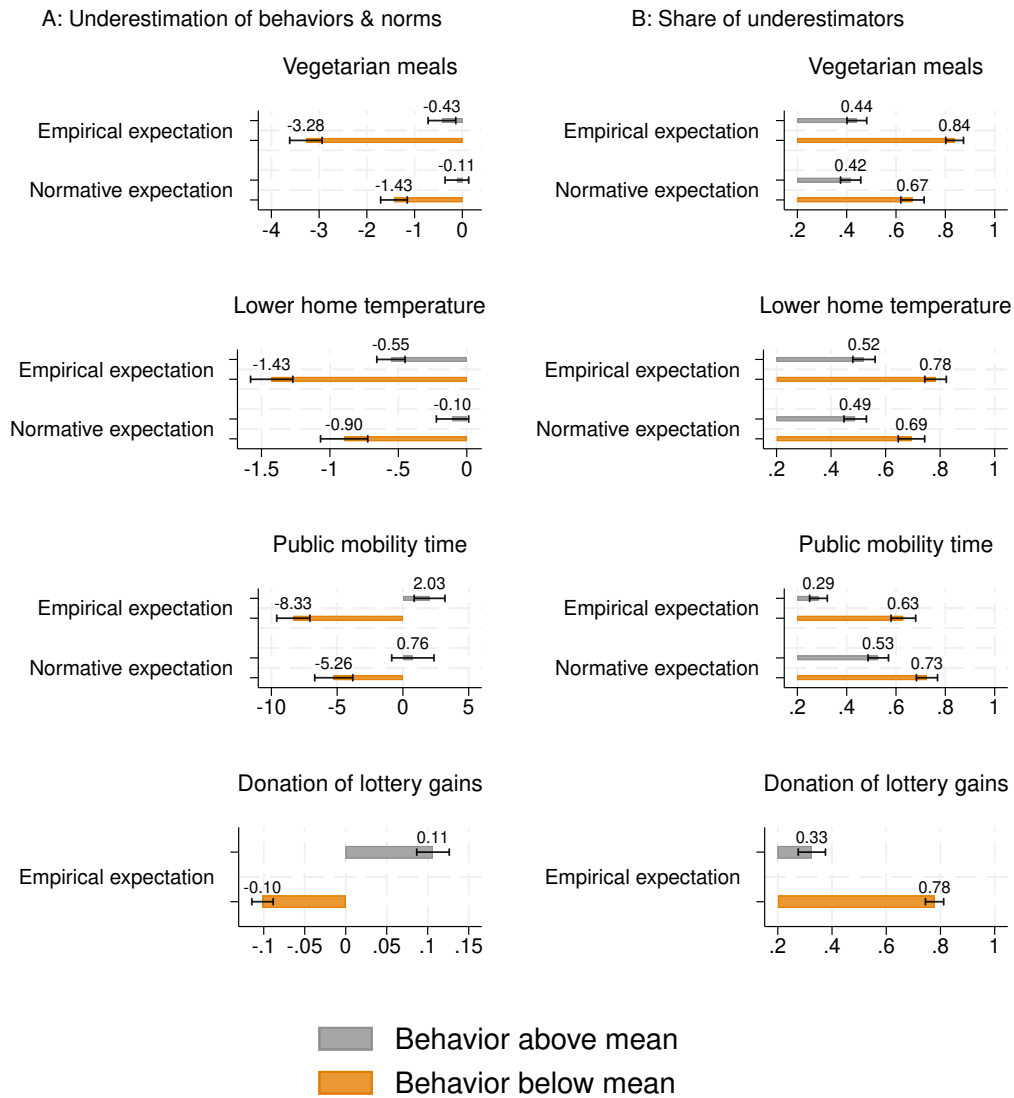 A: Underestimation of behaviors & norms
Vegetarian meals
-0.43
Empirical expectation
-3.28
-0.11
Normative expectation
-1.43
-4 -3 -2 -1 0
Lower home temperature
-0.55
Empirical expectation
-1.43
-0.10
Normative expectation
-0.90
-1.5 -1 -.5 0
Public mobility time
2.03
Empirical expectation
-8.33
0.76
Normative expectation
-5.26
-10 -5 0 5
Donation of lottery gains
0.11
Empirical expectation
-0.10
-.1 -.05 0 .05 .1 .15
B: Share of underestimators
Vegetarian meals
0.44
Empirical expectation
0.84
0.42
Normative expectation
0.67
.2 .4 .6 .8 1
Lower home temperature
0.52
Empirical expectation
0.78
0.49
Normative expectation
0.69
.2 .4 .6 .8 1
Public mobility time
0.29
Empirical expectation
0.63
0.53
Normative expectation
0.73
.2 .4 .6 .8 1
Donation of lottery gains
0.33
Empirical expectation
0.78
.2 .4 .6 .8 1
Behavior above mean
Behavior below mean